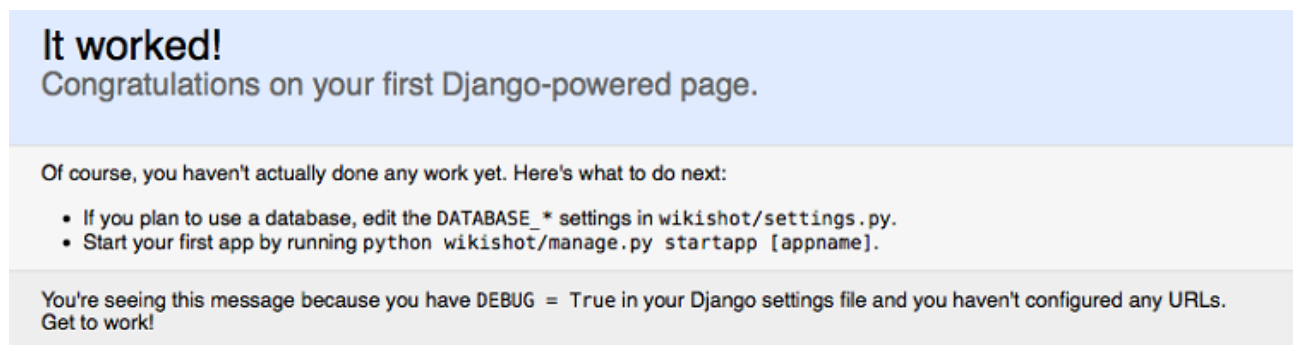 It worked!
Congratulations on your first Django-powered page.
Of course, you haven't actually done any work yet. Here's what to do next:
• If you plan to use a database, edit the DATABASE_* settings in wikishot/settings.py.
• Start your first app by running python wikishot/manage.py startapp [appname].
You're seeing this message because you have DEBUG = True in your Django settings file and you haven't configured any URLs.
Get to work!